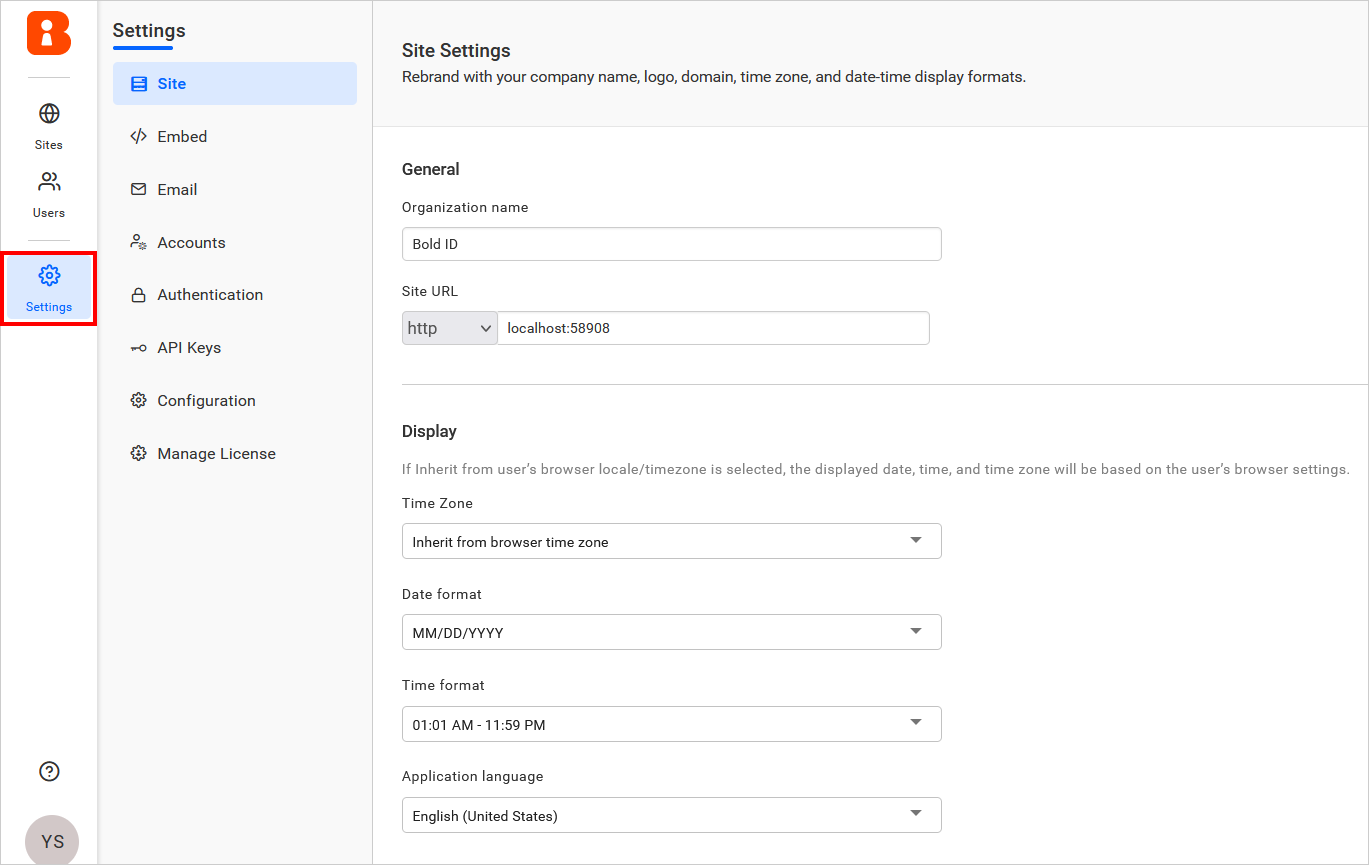 Sites
Users
Settings
YS
Settings
Site
Embed
Email
Accounts
Authentication
API Keys
Configuration
Manage License
Site Settings
Rebrand with your company name, logo, domain, time zone, and date-time display formats.
General
Organization name
Bold ID
Site URL
http localhost:58908
Display
If Inherit from user’s browser locale/timezone is selected, the displayed date, time, and time zone will be based on the user’s browser settings.
Time Zone
Inherit from browser time zone
Date format
MM/DD/YYYY
Time format
01:01 AM - 11:59 PM
Application language
English (United States)